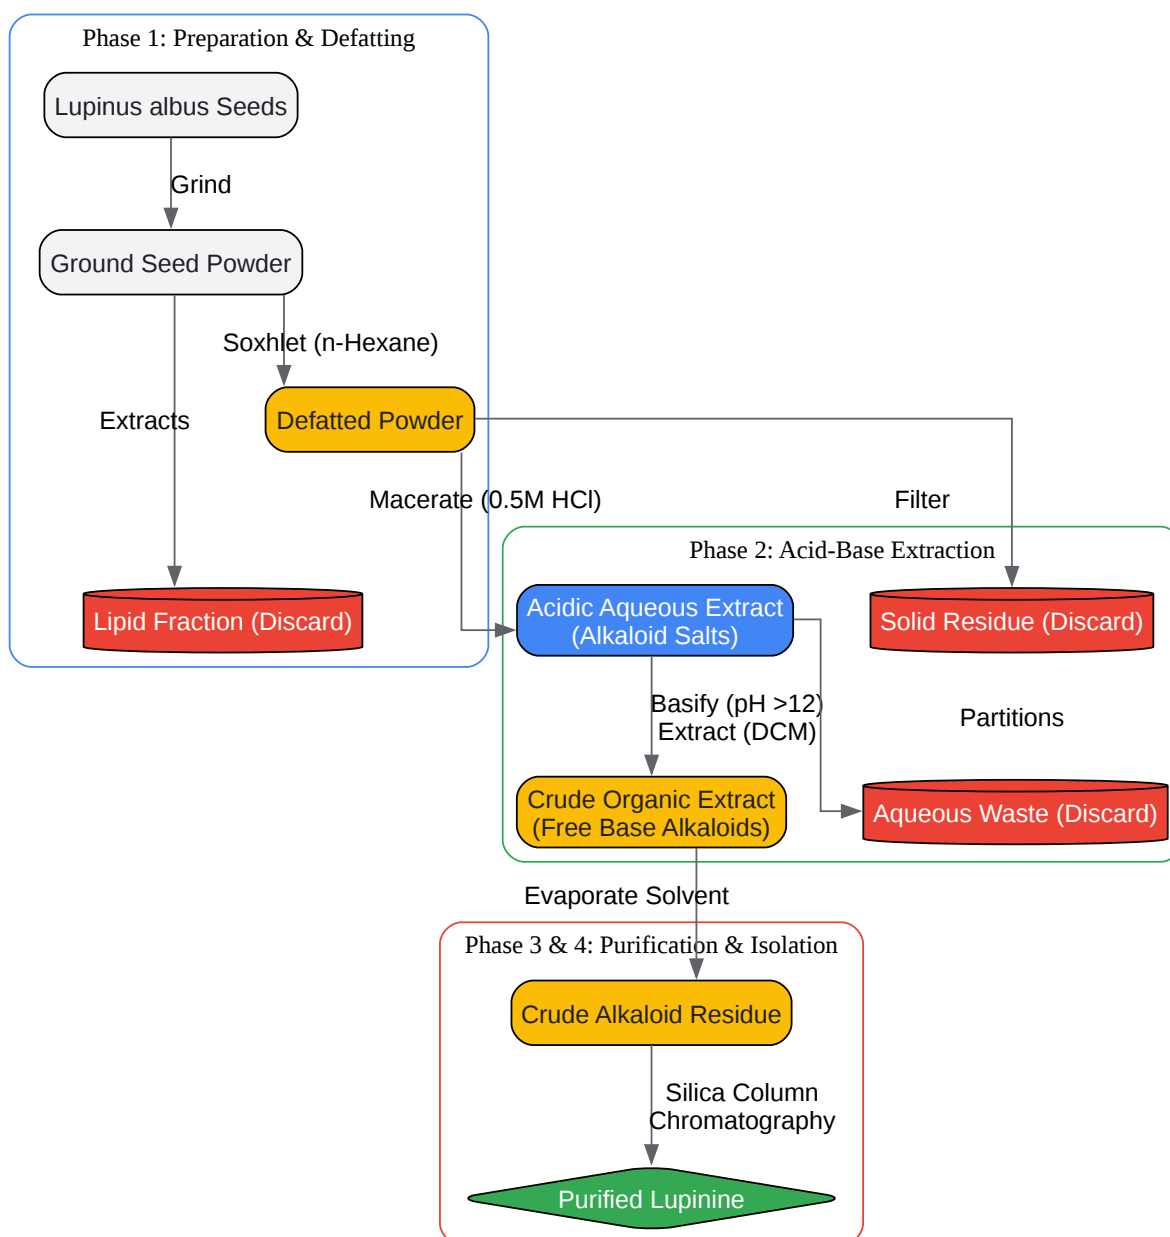 Phase 1: Preparation & Defatting
Lupinus albus Seeds
Grind
Ground Seed Powder
Soxhlet (n-Hexane)
Extracts
Defatted Powder
Macerate (0.5M HCl)
Filter
Phase 2: Acid-Base Extraction
Lipid Fraction (Discard)
Acidic Aqueous Extract
(Alkaloid Salts)
Solid Residue (Discard)
Basify (pH >12)
Extract (DCM)
Partitions
Crude Organic Extract
(Free Base Alkaloids)
Aqueous Waste (Discard)
Evaporate Solvent
Phase 3 & 4: Purification & Isolation
Crude Alkaloid Residue
Silica Column
Chromatography
Purified Lupinine